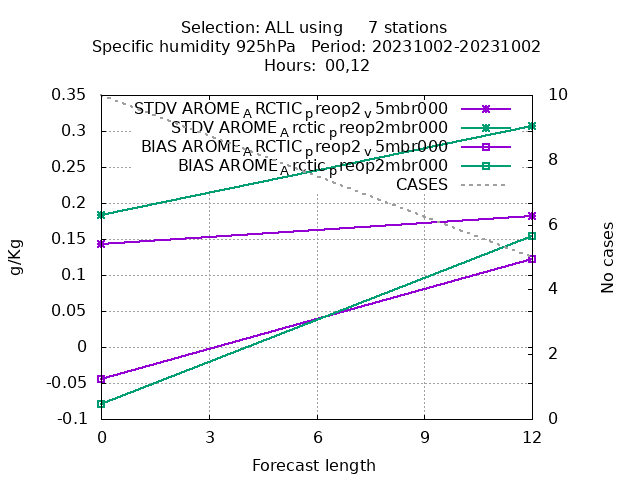 Selection: ALL using     7 stations
Specific humidity 925hPa   Period: 20231002-20231002
Hours: 00,12
0.35
0.3
0.25
0.2
0.15
0.1
0.05
0
-0.05
-0.1
g/Kg
STDV AROME_ARCTIC_preop2_v5mbr000
STDV AROME_Arctic_preop2mbr000
BIAS AROME_ARCTIC_preop2_v5mbr000
BIAS AROME_Arctic_preop2mbr000
CASES
10
8
6
4
2
0
No cases
0 3 6 9 12
Forecast length